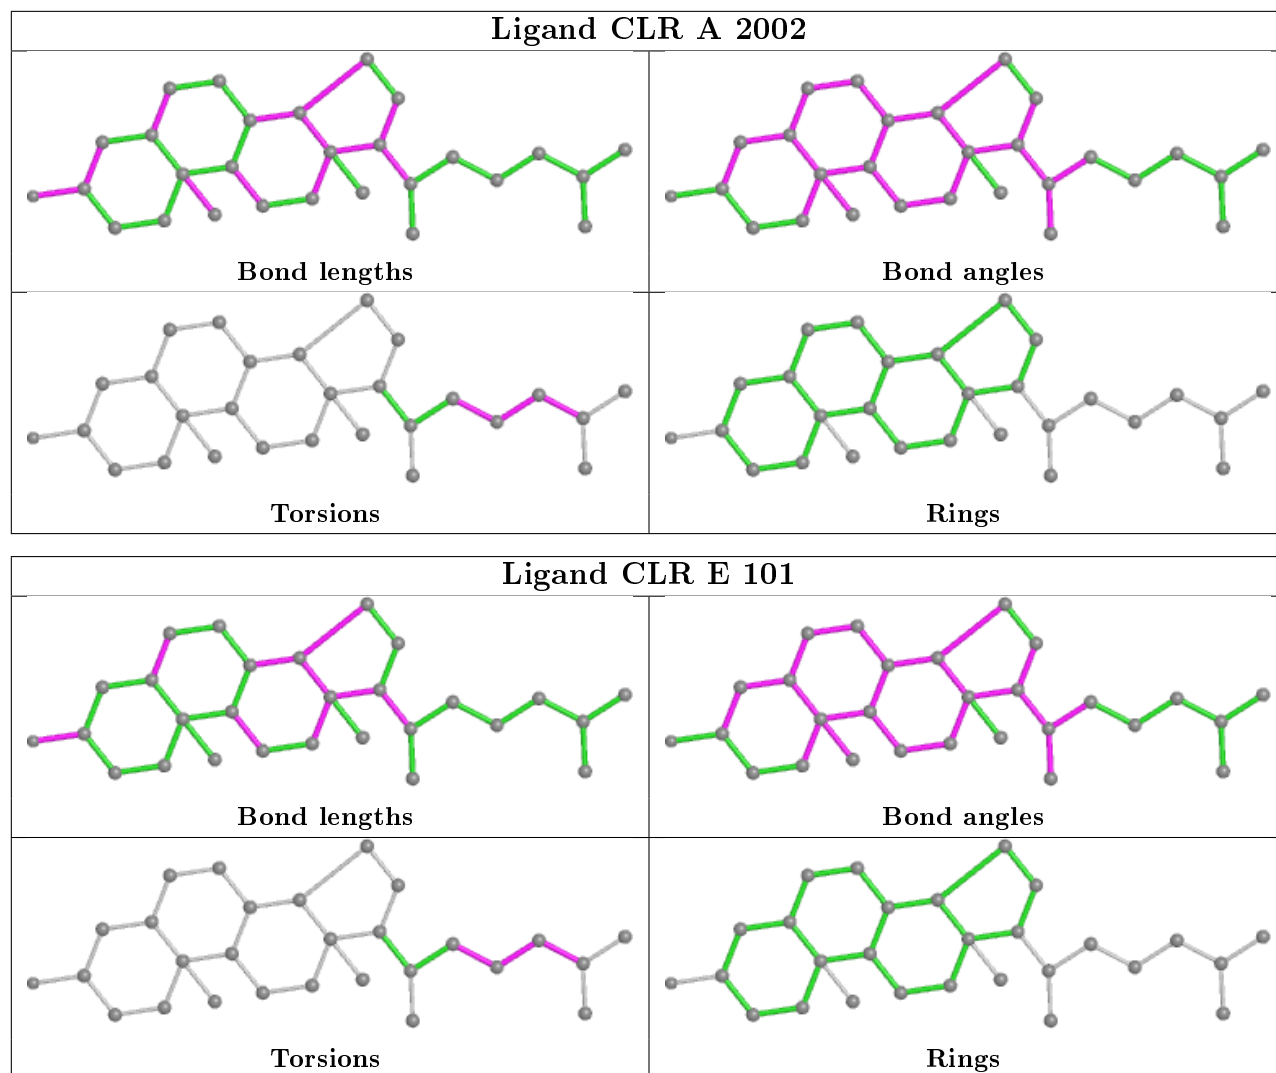 Ligand CLR A 2002
Bond lengths
Bond angles
Torsions
Rings
Ligand CLR E 101
Bond lengths
Bond angles
Torsions
Rings